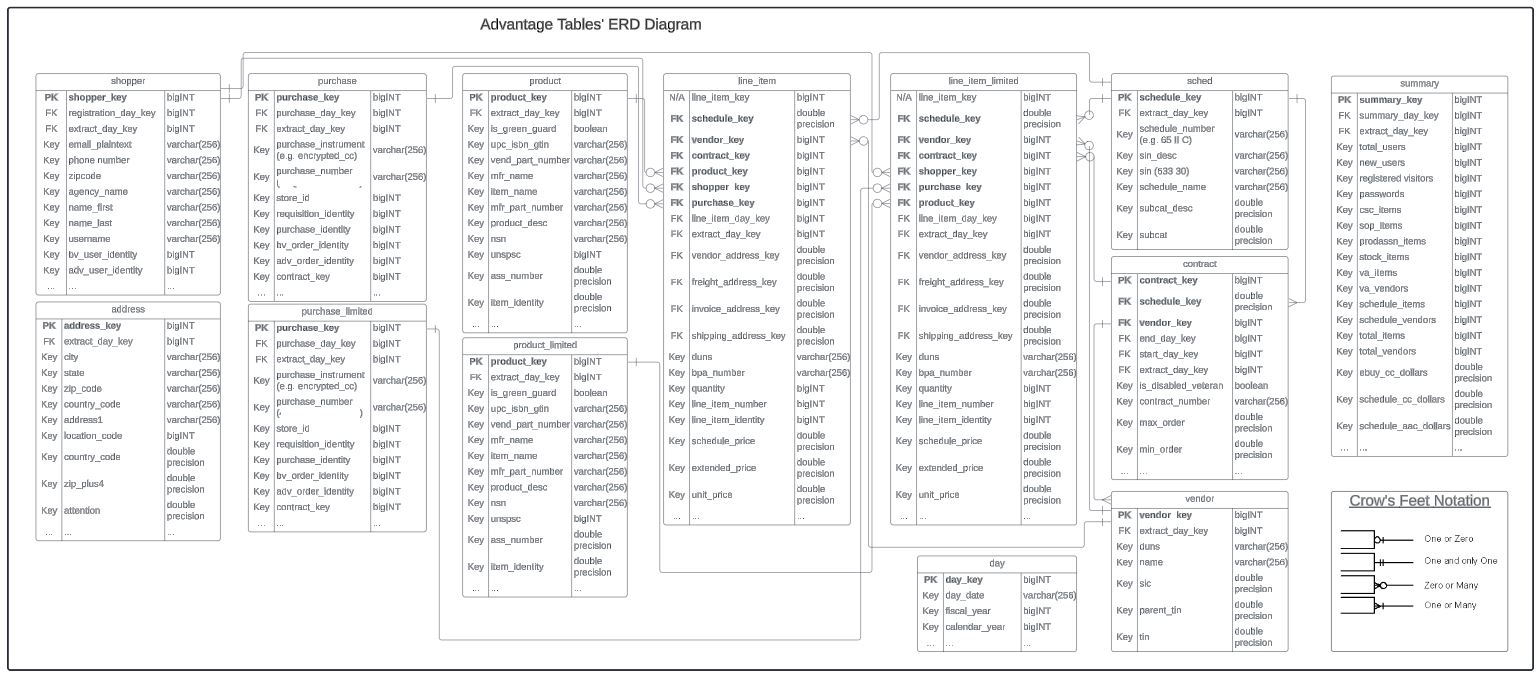 Advantage Tables' ERD Diagram
shopper
PK shopper_key bigINT
FK registration_day_key bigINT
FK extract_day_key bigINT
Key email_plaintext varchar(256)
Key phone number varchar(256)
Key zipcode varchar(256)
Key agency_name varchar(256)
Key name_first varchar(256)
Key name_last varchar(256)
Key username varchar(256)
Key bv_user_identity bigINT
Key adv_user_identity bigINT
... ... ...
address
PK address_key bigINT
FK extract_day_key bigINT
Key city varchar(256)
Key state varchar(256)
Key zip_code varchar(256)
Key country_code varchar(256)
Key address1 varchar(256)
Key location_code bigINT
Key country_code double
precision
Key zip_plus4 double
precision
Key attention double
precision
... ... ...
purchase
PK purchase_key bigINT
FK purchase_day_key bigINT
FK extract_day_key bigINT
Key purchase_instrument varchar(256)
(e.g. encrypted_cc)
Key purchase_number varchar(256)
Key store_id bigINT
Key requisition_identity bigINT
Key purchase_identity bigINT
Key bv_order_identity bigINT
Key adv_order_identity bigINT
Key contract_key bigINT
... ... ...
purchase_limited
PK purchase_key bigINT
FK purchase_day_key bigINT
FK extract_day_key bigINT
Key purchase_instrument varchar(256)
(e.g. encrypted_cc)
Key purchase_number varchar(256)
Key store_id bigINT
Key requisition_identity bigINT
Key purchase_identity bigINT
Key bv_order_identity bigINT
Key adv_order_identity bigINT
Key contract_key bigINT
... ... ...
product
PK product_key bigINT
FK extract_day_key bigINT
Key is_green_guard boolean
Key upc_isbn_gtin varchar(256)
Key vend_part_number varchar(256)
Key mfr_name varchar(256)
Key item_name varchar(256)
Key mfr_part_number varchar(256)
Key product_desc varchar(256)
Key nsn varchar(256)
Key unspsc bigINT
Key ass_number double
precision
Key item_identity double
precision
... ... ...
product_limited
PK product_key bigINT
FK extract_day_key bigINT
Key is_green_guard boolean
Key upc_isbn_gtin varchar(256)
Key vend_part_number varchar(256)
Key mfr_name varchar(256)
Key item_name varchar(256)
Key mfr_part_number varchar(256)
Key product_desc varchar(256)
Key nsn varchar(256)
Key unspsc bigINT
Key ass_number double
precision
Key item_identity double
precision
... ... ...
line_item
N/A line_item_key bigINT
FK schedule_key double
precision
FK vendor_key bigINT
FK contract_key bigINT
FK product_key bigINT
FK shopper_key bigINT
FK purchase_key bigINT
FK line_item_day_key bigINT
FK extract_day_key bigINT
FK vendor_address_key double
precision
FK freight_address_key double
precision
FK invoice_address_key double
precision
FK shipping_address_key double
precision
Key duns varchar(256)
Key bpa_number varchar(256)
Key quantity bigINT
Key line_item_number bigINT
Key line_item_identity bigINT
Key schedule_price double
precision
Key extended_price double
precision
Key unit_price double
precision
... ... ...
line_item_limited
N/A line_item_key bigINT
FK schedule_key double
precision
FK vendor_key bigINT
FK contract_key bigINT
FK shopper_key bigINT
FK purchase_key bigINT
FK product_key bigINT
FK line_item_day_key bigINT
FK extract_day_key bigINT
FK vendor_address_key double
precision
FK freight_address_key double
precision
FK invoice_address_key double
precision
FK shipping_address_key double
precision
Key duns varchar(256)
Key bpa_number varchar(256)
Key quantity bigINT
Key line_item_number bigINT
Key line_item_identity bigINT
Key schedule_price double
precision
Key extended_price double
precision
Key unit_price double
precision
... ... ...
day
PK day_key bigINT
Key day_date varchar(256)
Key fiscal_year bigINT
Key calendar_year bigINT
... ... ...
sched
PK schedule_key bigINT
FK extract_day_key bigINT
Key schedule_number varchar(256)
(e.g. 65 II C)
Key sin_desc varchar(256)
Key sin (533 30) varchar(256)
Key schedule_name varchar(256)
Key subcat_desc double
precision
Key subcat double
precision
contract
PK contract_key bigINT
FK schedule_key double
precision
FK vendor_key bigINT
FK end_day_key bigINT
FK start_day_key bigINT
FK extract_day_key bigINT
Key is_disabled_veteran boolean
Key contract_number varchar(256)
Key max_order double
precision
Key min_order double
precision
... ... ...
vendor
PK vendor_key bigINT
FK extract_day_key bigINT
Key duns varchar(256)
Key name varchar(256)
Key sic double
precision
Key parent_tin double
precision
Key tin double
precision
summary
PK summary_key bigINT
FK summary_day_key bigINT
FK extract_day_key bigINT
Key total_users bigINT
Key new_users bigINT
Key registered visitors bigINT
Key passwords bigINT
Key csc_items bigINT
Key sop_items bigINT
Key prodassn_items bigINT
Key stock_items bigINT
Key va_items bigINT
Key va_vendors bigINT
Key schedule_items bigINT
Key schedule_vendors bigINT
Key total_items bigINT
Key total_vendors bigINT
Key ebuy_cc_dollars double
precision
Key schedule_cc_dollars double
precision
Key schedule_aac_dollars double
precision
... ... ...
Crow's Feet Notation
One or Zero
One and only One
Zero or Many
One or Many